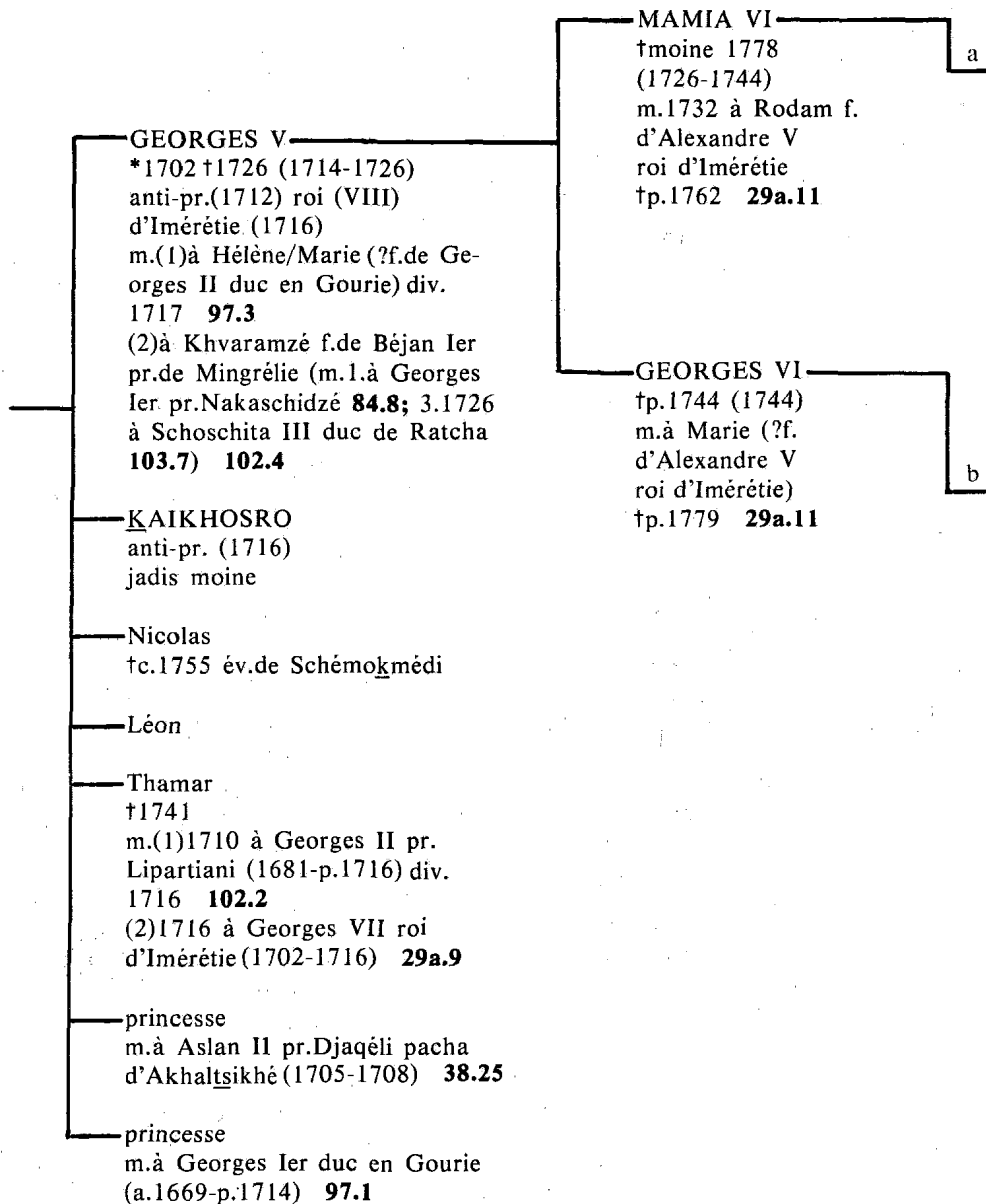 MAMIA VI
†moine 1778
(1726-1744)
m.1732 à Rodam f.
d'Alexandre V
roi d'Imérétie
†p.1762 29a.11
a
GEORGES V
*1702 †1726 (1714-1726)
anti-pr.(1712) roi (VIII)
d'Imérétie (1716)
m.(1)à Hélène/Marie (?f.de Ge-
orges II duc en Gourie) div.
1717 97.3
(2)à Khvaramzé f.de Béjan Ier
pr.de Mingrélie (m.1.à Georges
Ier pr.Nakaschidzé 84.8; 3.1726
à Schoschita III duc de Ratcha
103.7) 102.4
GEORGES VI
†p.1744 (1744)
m.à Marie (?f.
d'Alexandre V
roi d'Imérétie)
†p.1779 29a.11
b
KAIKHOSRO
anti-pr. (1716)
jadis moine
Nicolas
†c.1755 év.de Schémokmédi
Léon
Thamar
†1741
m.(1)1710 à Georges II pr.
Lipartiani (1681-p.1716) div.
1716 102.2
(2)1716 à Georges VII roi
d'Imérétie (1702-1716) 29a.9
princesse
m.à Aslan II pr.Djaqéli pacha
d'Akhaltsikhé (1705-1708) 38.25
princesse
m.à Georges Ier duc en Gourie
(a.1669-p.1714) 97.1